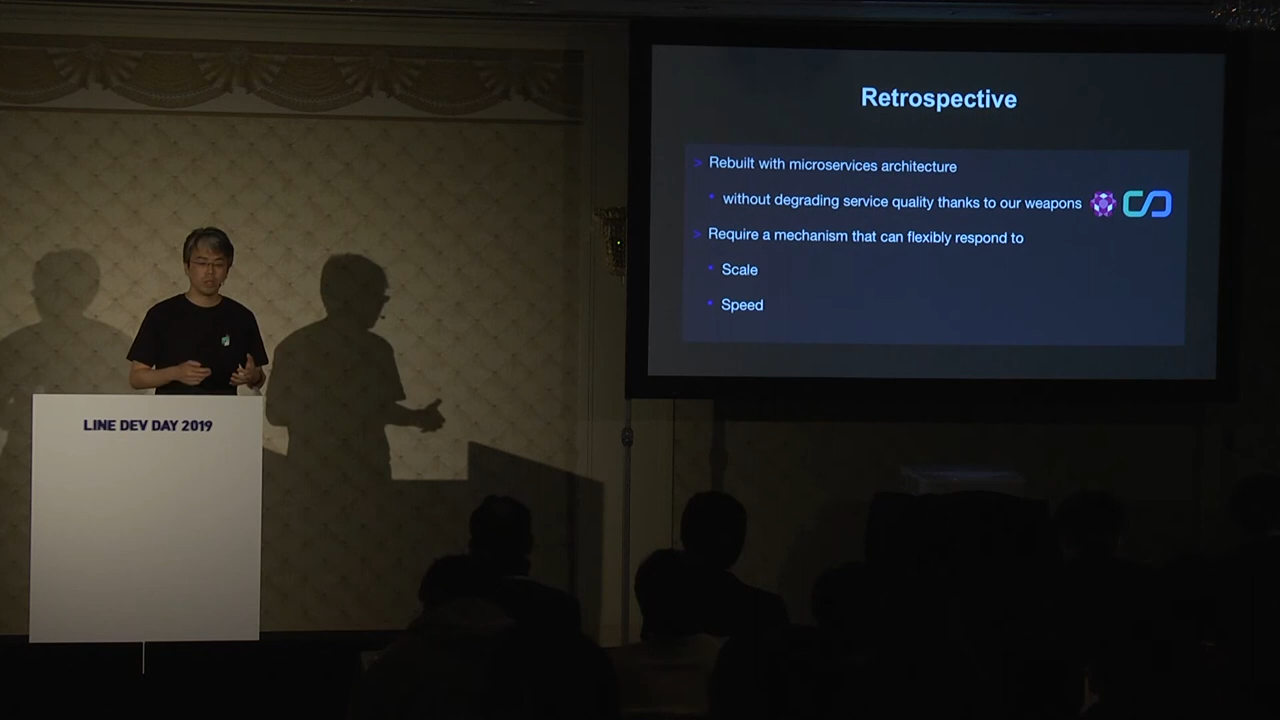 Retrospective
> Rebuilt with microservices architecture
• without degrading service quality thanks to our weapons
> Require a mechanism that can flexibly respond to
• Scale
• Speed
LINE DEV DAY 2019